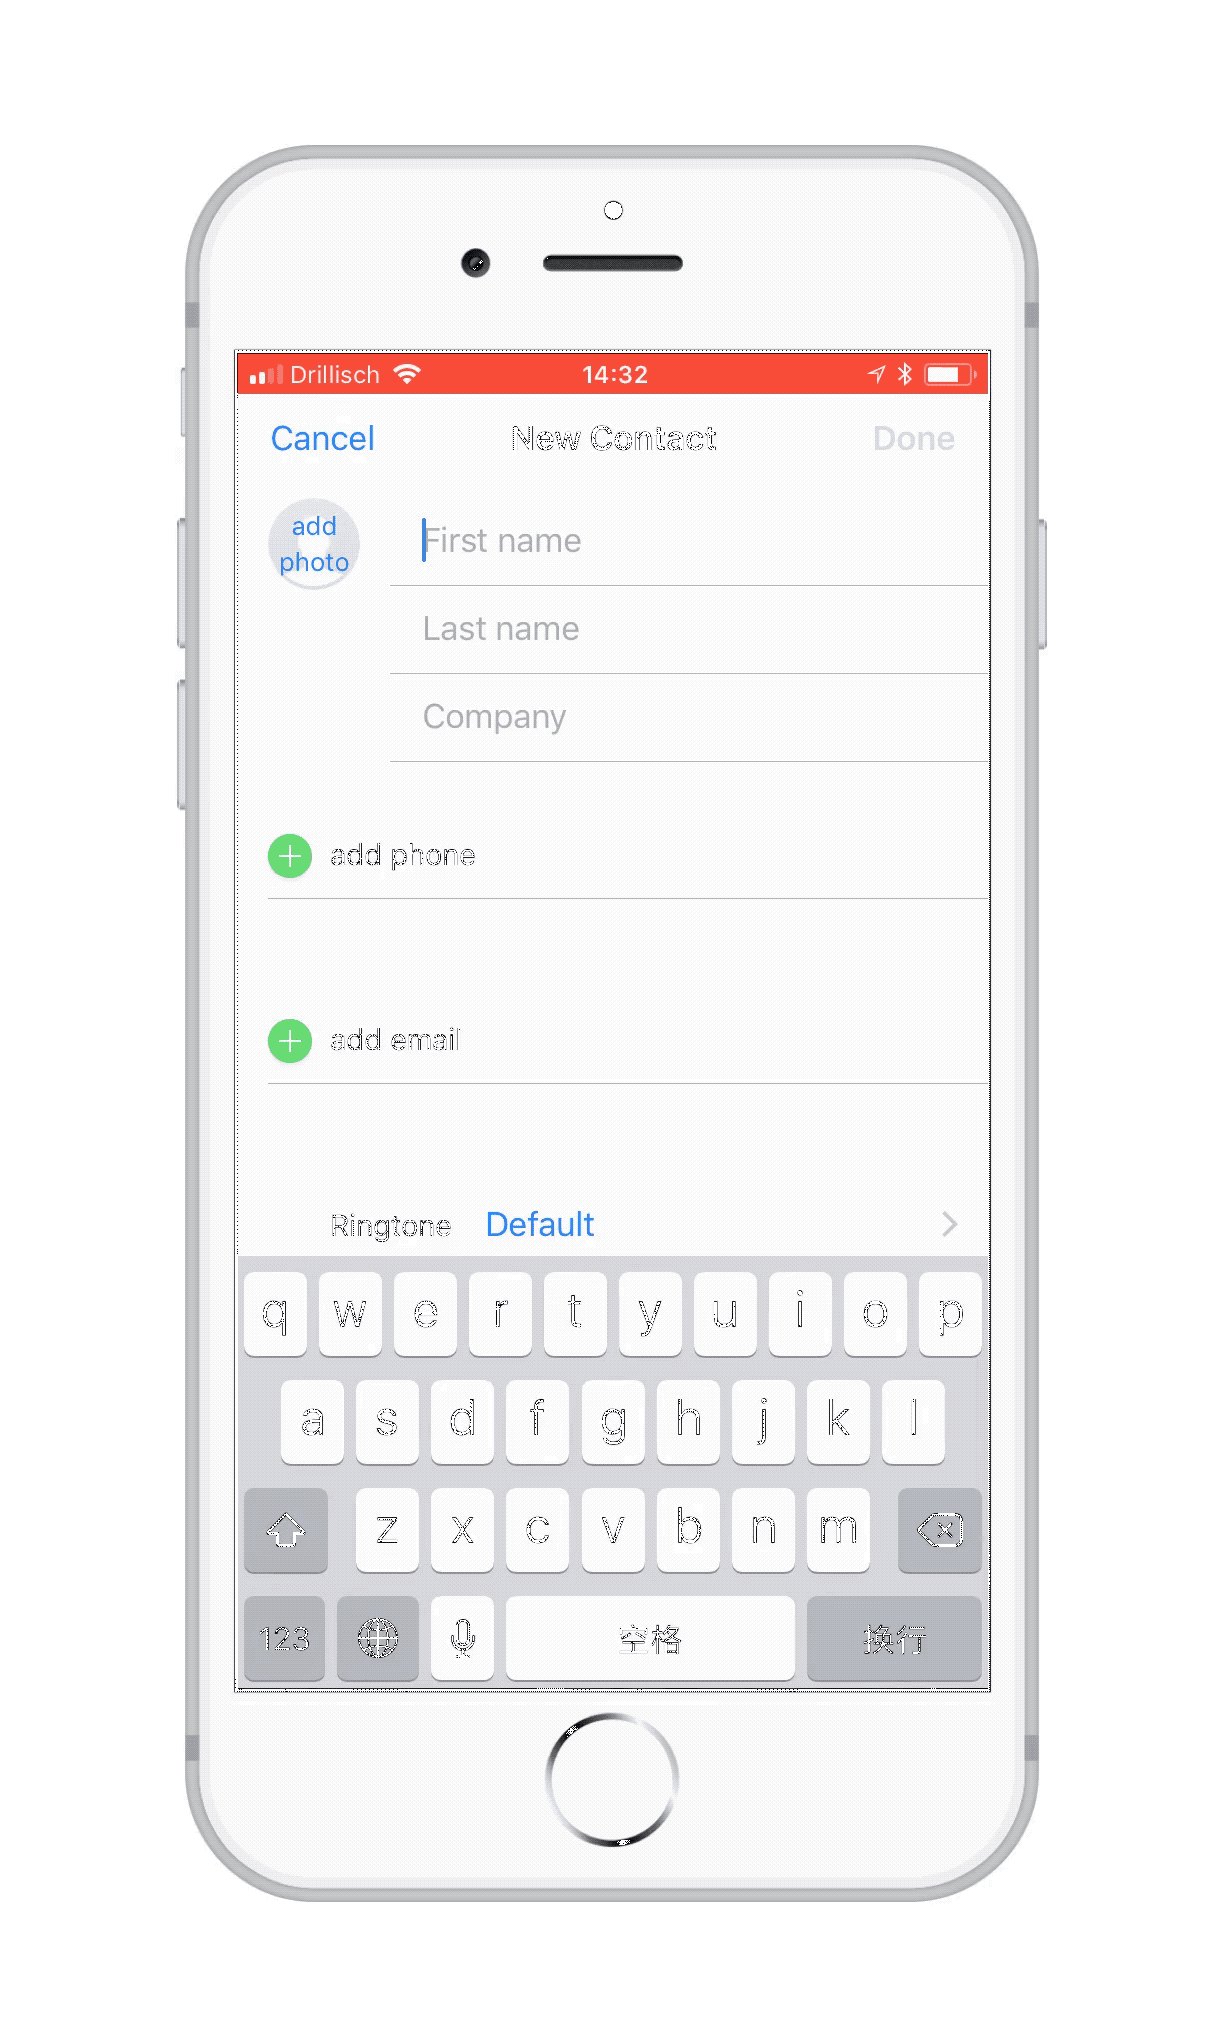 Drillisch 14:32
Cancel New Contact Done
add
photo
First name
Last name
Company
add phone
add email
Ringtone Default
q w e r t y u i o p
a s d f g h j k l
z x c v b n m
123 空格 换行